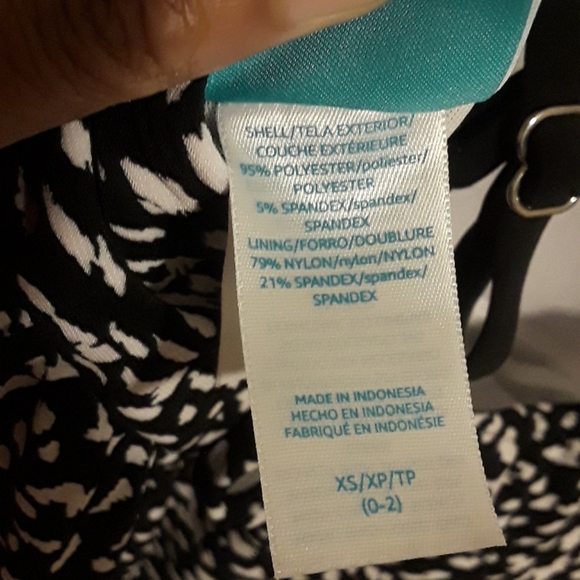 SHELL/TELA EXTERIOR/
COUCHE EXTÉRIEURE
95% POLYESTER/poliester/
POLYESTER
5% SPANDEX/spandex/
SPANDEX
LINING/FORRO/DOUBLURE
79% NYLON/nylon/NYLON
21% SPANDEX/spandex/
SPANDEX
MADE IN INDONESIA
HECHO EN INDONESIA
FABRIQUÉ EN INDONÉSIE
XS/XP/TP
(0-2)